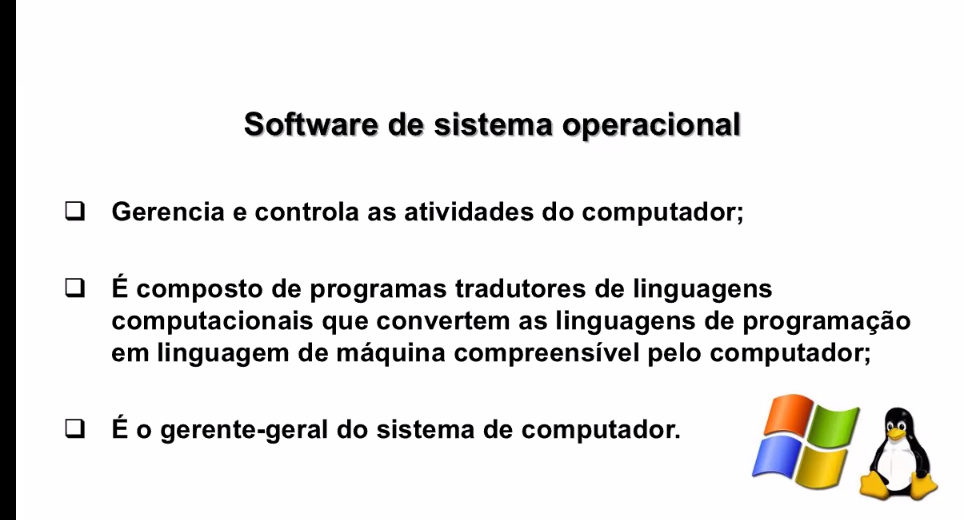 Software de sistema operacional
❑ Gerencia e controla as atividades do computador;
❑ É composto de programas tradutores de linguagens
computacionais que convertem as linguagens de programação
em linguagem de máquina compreensível pelo computador;
❑ É o gerente-geral do sistema de computador.